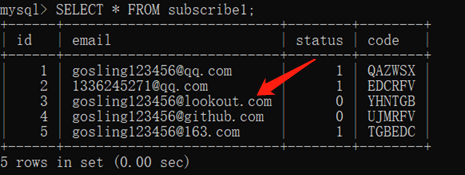 mysql> SELECT * FROM subscribe1;
| id | email | status | code |
| 1 | gosling123456@qq.com | 1 | QAZWSX |
| 2 | 1336245271@qq.com | 1 | EDCRFV |
| 3 | gosling123456@lookout.com | 0 | YHNTGB |
| 4 | gosling123456@github.com | 0 | UJMRFV |
| 5 | gosling123456@163.com | 1 | TGBEDC |
5 rows in set (0.00 sec)